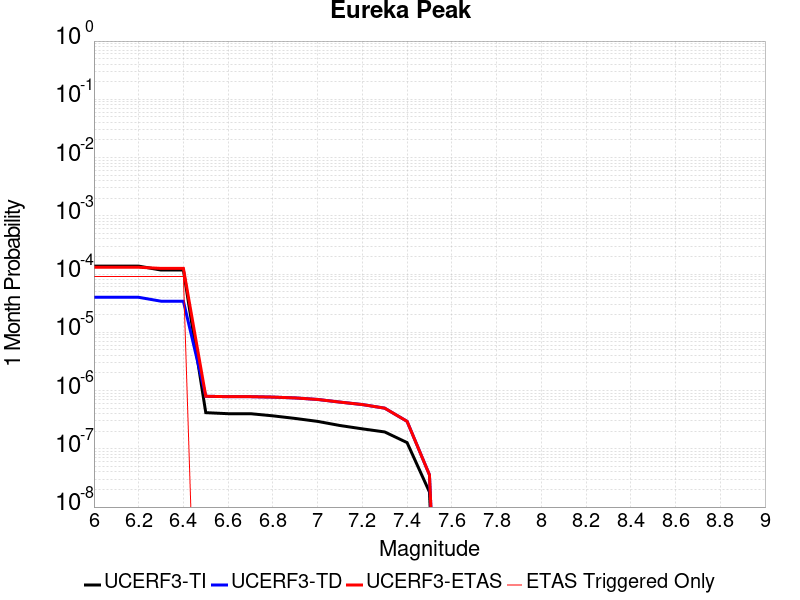 Eureka Peak
10^0
10^-1
10^-2
10^-3
10^-4
10^-5
10^-6
10^-7
10^-8
1 Month Probability
6 6.2 6.4 6.6 6.8 7 7.2 7.4 7.6 7.8 8 8.2 8.4 8.6 8.8 9
Magnitude
UCERF3-TI UCERF3-TD UCERF3-ETAS ETAS Triggered Only